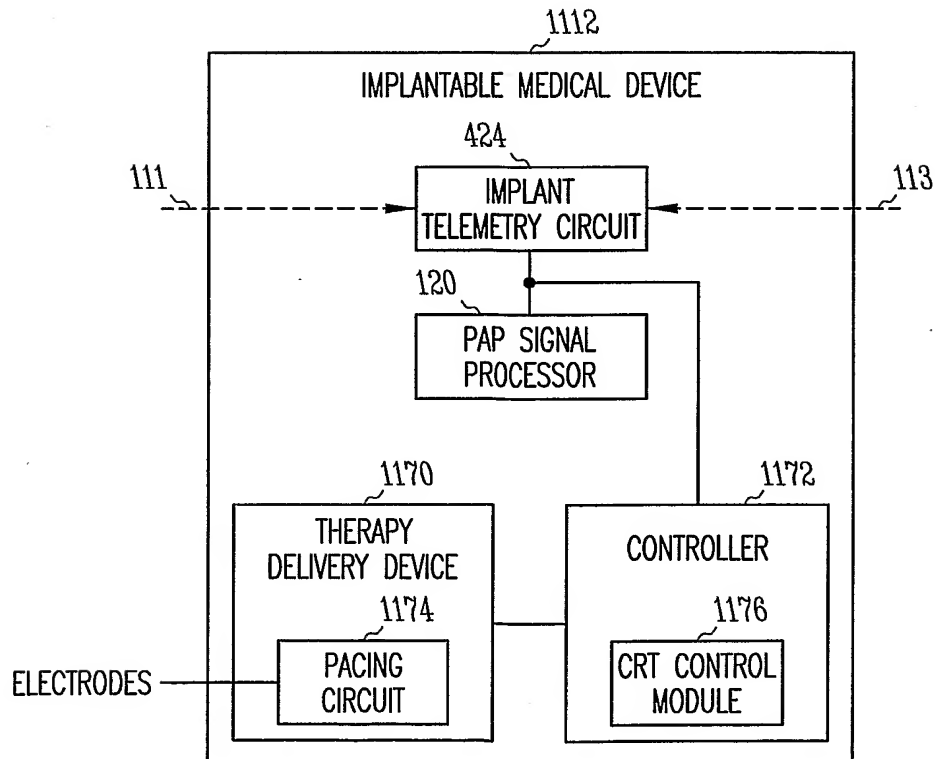 1112
IMPLANTABLE MEDICAL DEVICE
424
111
IMPLANT
TELEMETRY CIRCUIT
113
120
PAP SIGNAL
PROCESSOR
1170
1172
THERAPY
DELIVERY DEVICE
CONTROLLER
1174
1176
ELECTRODES
PACING
CIRCUIT
CRT CONTROL
MODULE